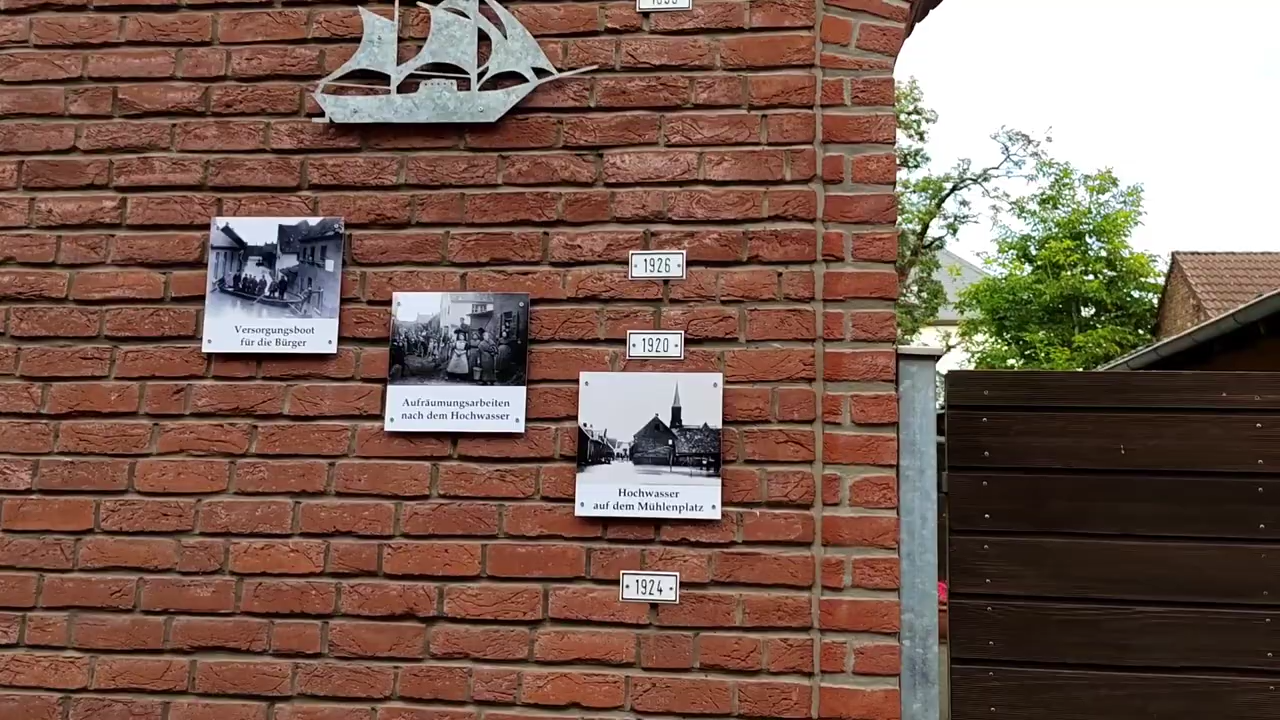 Versorgungsboot
für die Bürger
Aufräumungsarbeiten
nach dem Hochwasser
1926
1920
Hochwasser
auf dem Mühlenplatz
1924